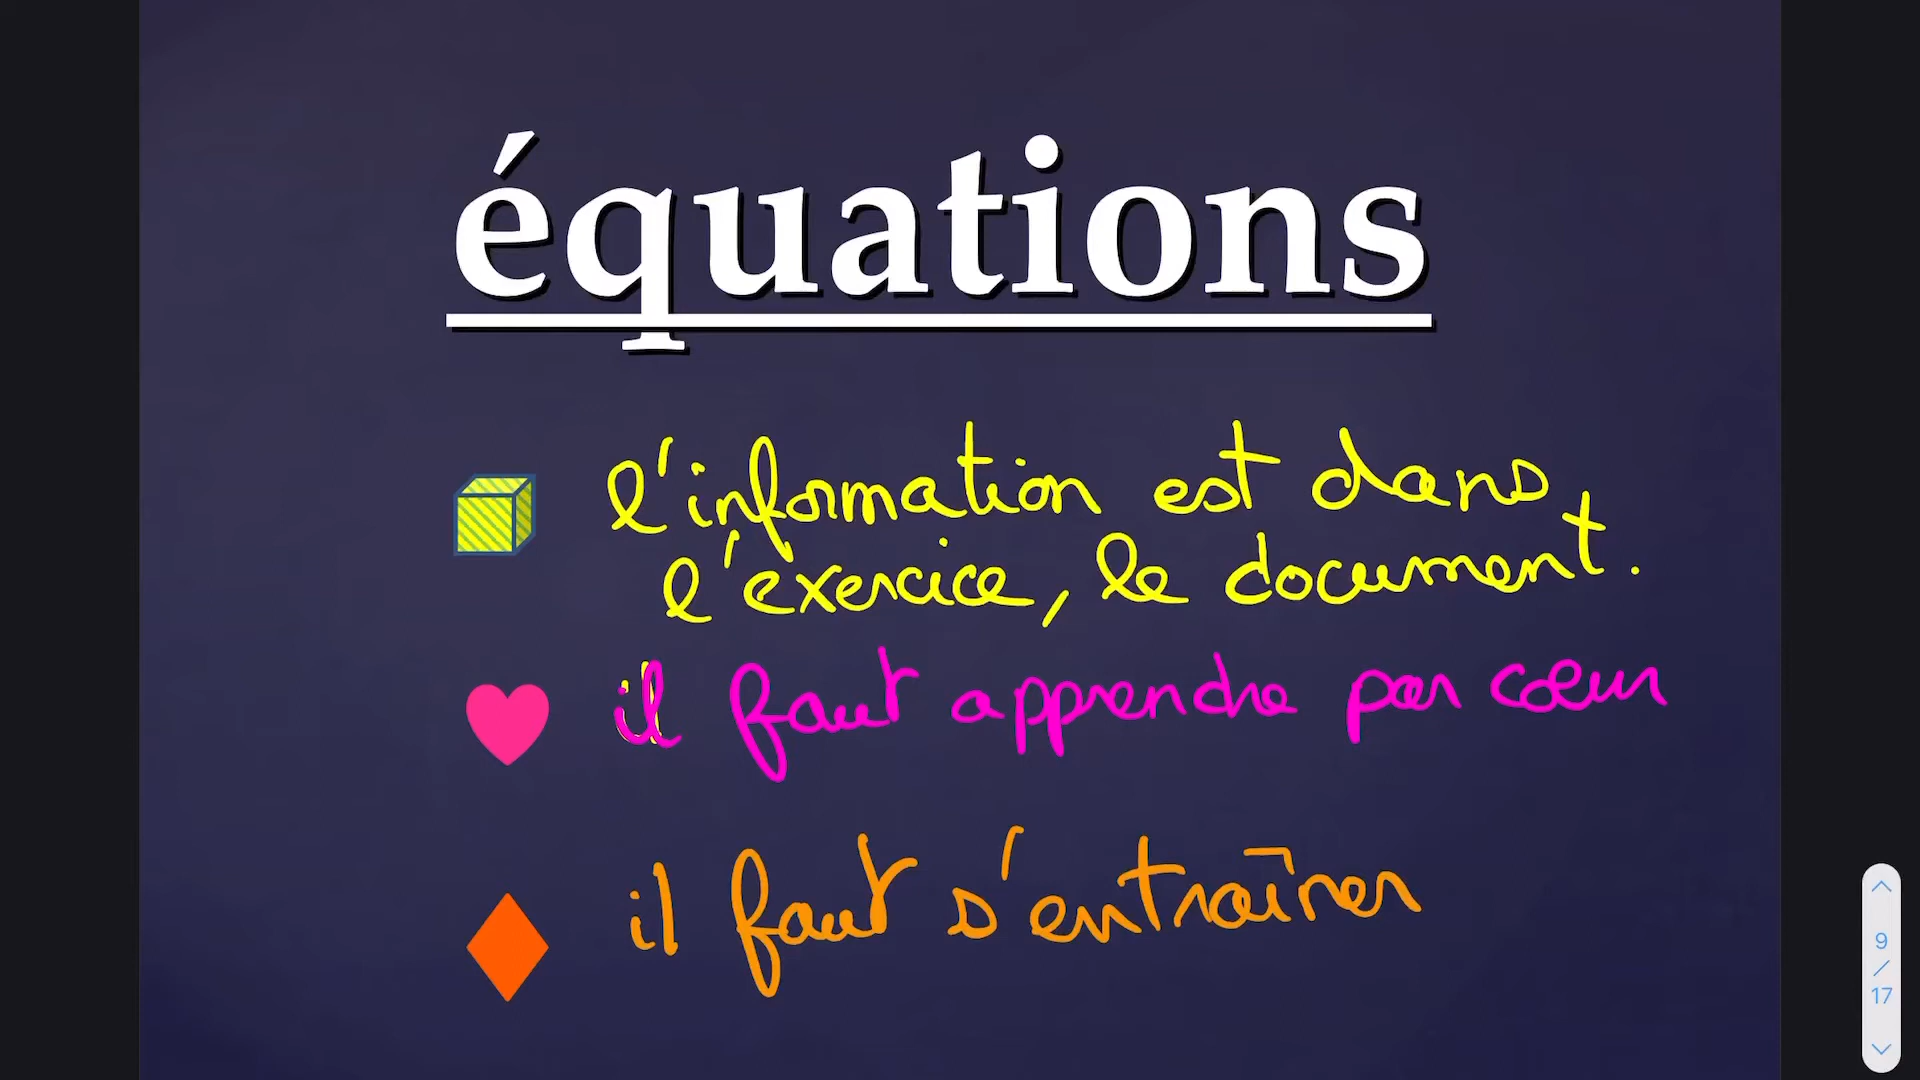 équations
l'information est dans
l'exercice, le document.
il faut apprendre par cœur
il faut s'entraîner
9
/
17